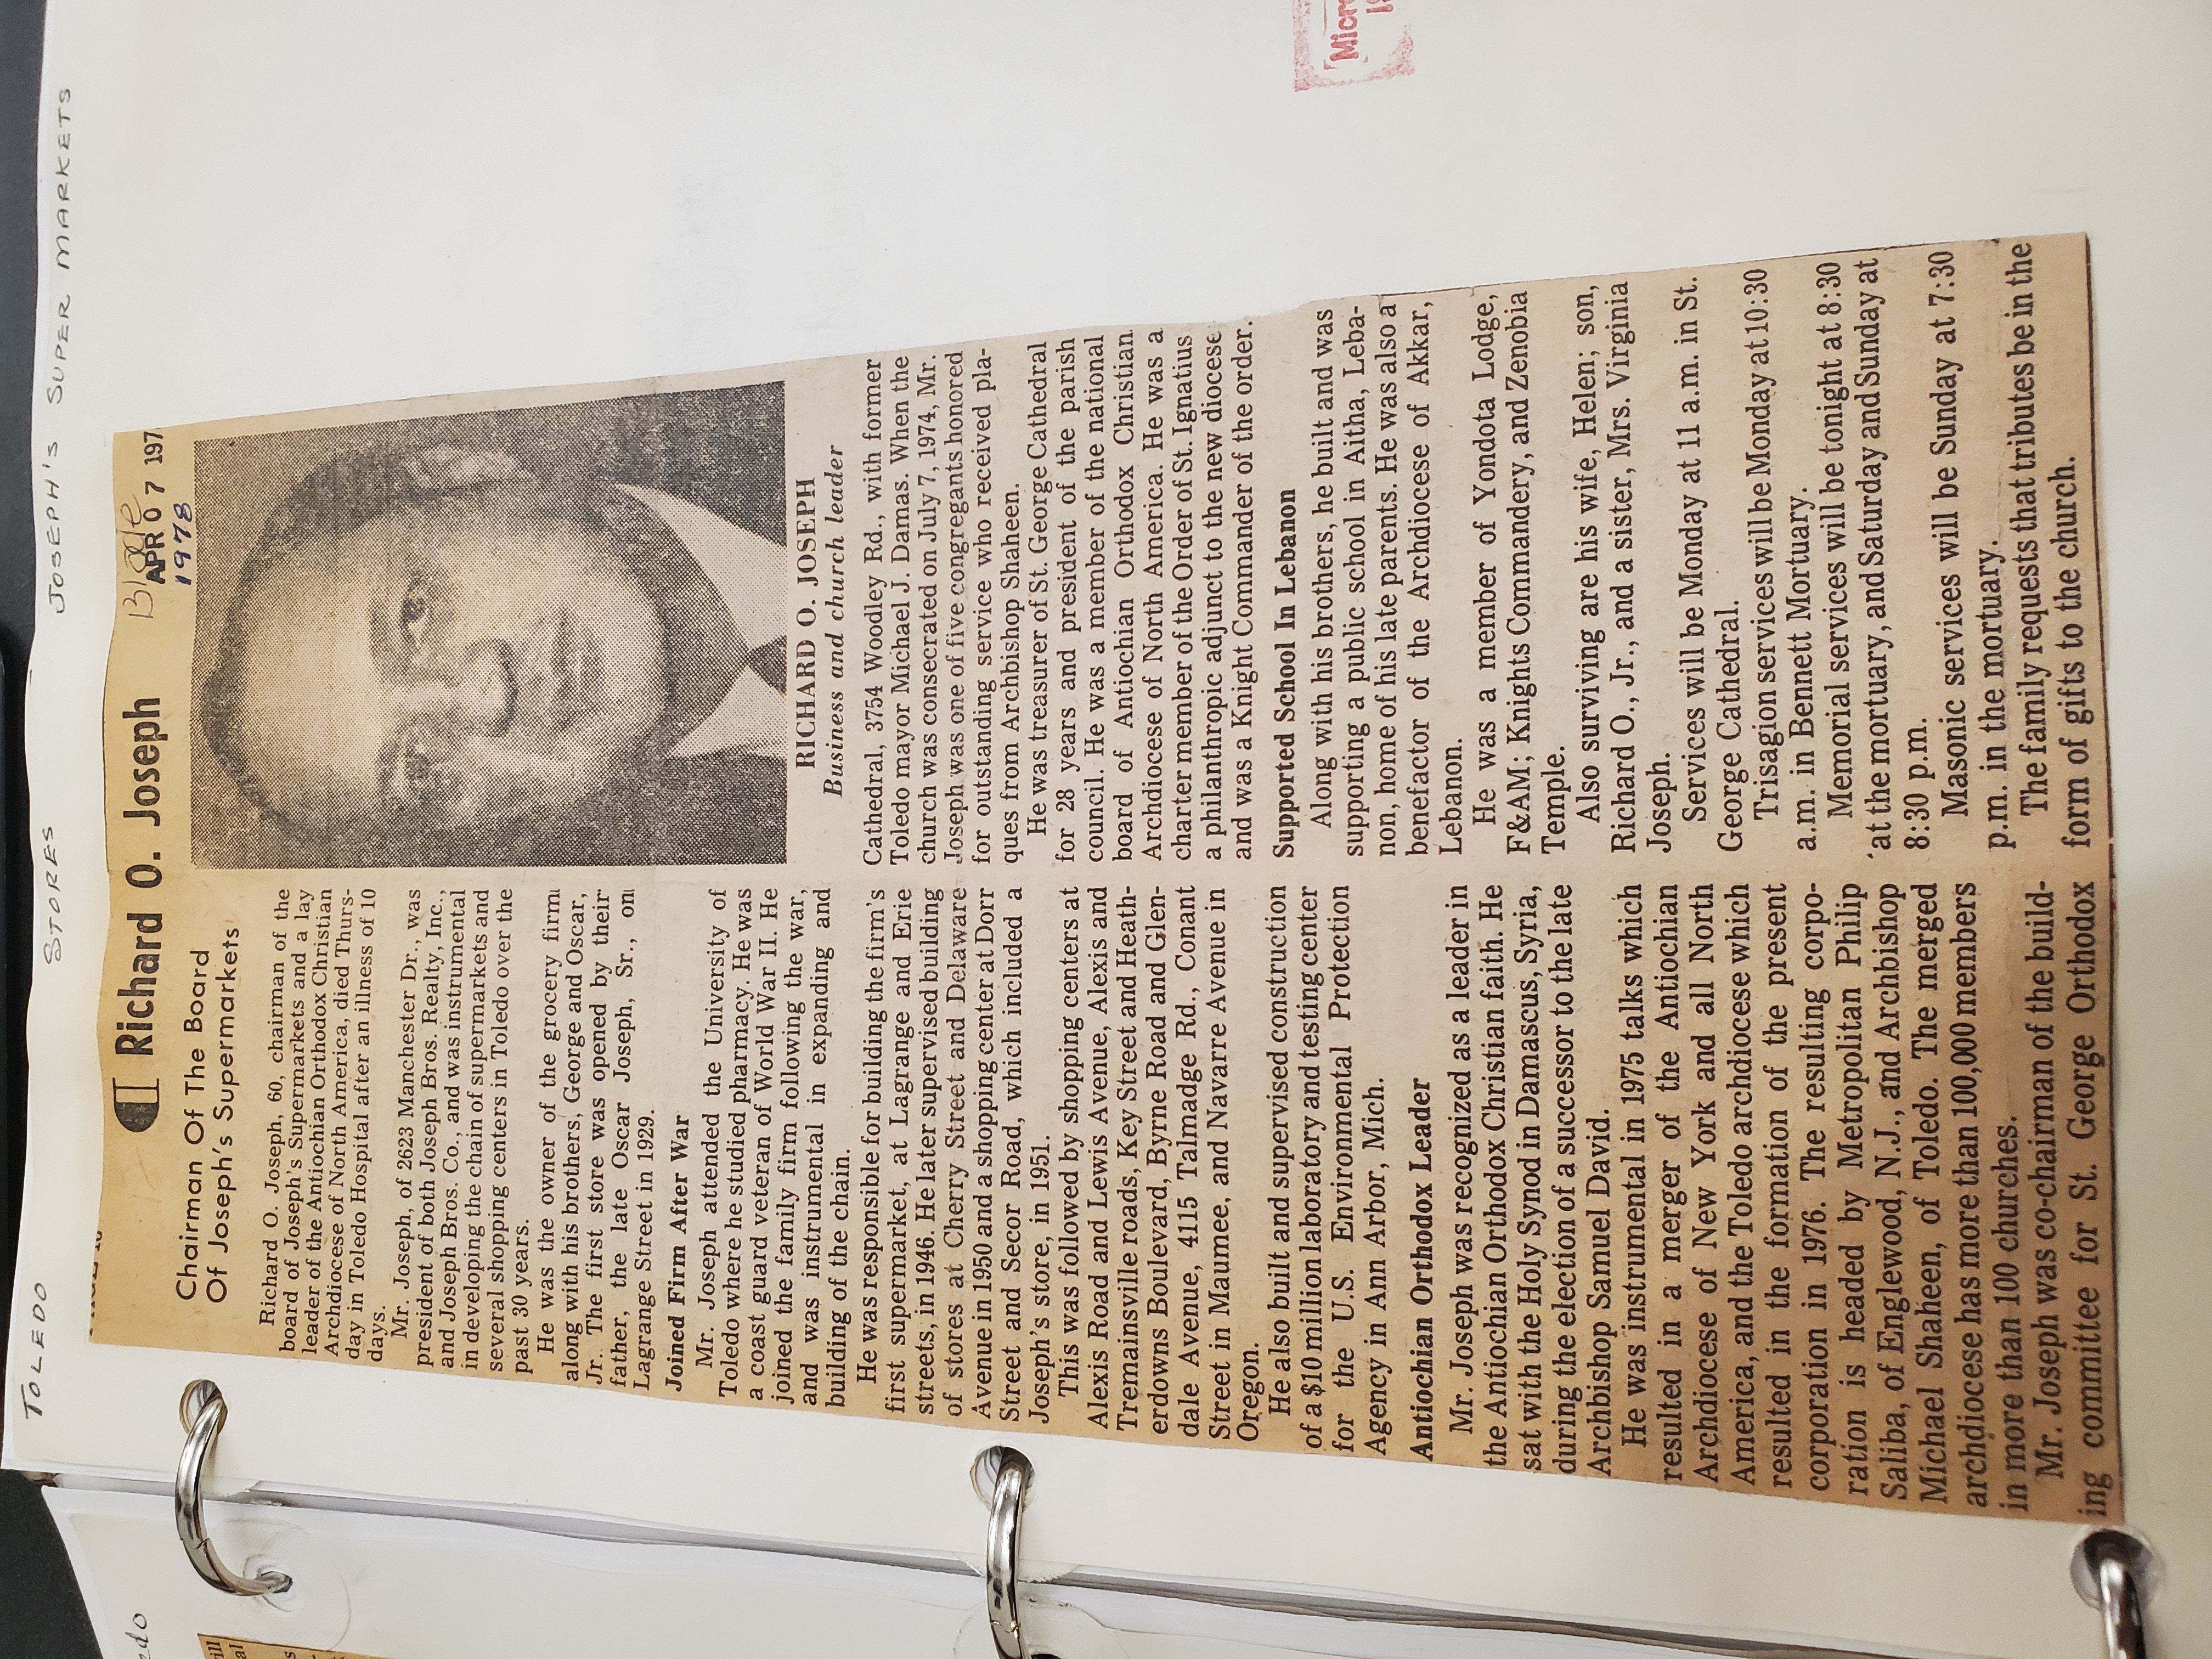 TOLEDO STORES JOSEPH'S SUPER MARKETS
Blade
APR 07 197
1978
Richard O. Joseph
Chairman Of The Board
Of Joseph's Supermarkets
Richard O. Joseph, 60, chairman of the
board of Joseph's Supermarkets and a lay
leader of the Antiochian Orthodox Christian
Archdiocese of North America, died Thurs-
day in Toledo Hospital after an illness of 10
days.
Mr. Joseph, of 2623 Manchester Dr., was
president of both Joseph Bros. Realty, Inc.,
and Joseph Bros. Co., and was instrumental
in developing the chain of supermarkets and
several shopping centers in Toledo over the
past 30 years.
He was the owner of the grocery firm
along with his brothers, George and Oscar,
Jr. The first store was opened by their
father, the late Oscar Joseph, Sr., on
Lagrange Street in 1929.
Joined Firm After War
Mr. Joseph attended the University of
Toledo where he studied pharmacy. He was
a coast guard veteran of World War II. He
joined the family firm following the war,
and was instrumental in expanding and
building of the chain.
He was responsible for building the firm's
first supermarket, at Lagrange and Erie
streets, in 1946. He later supervised building
of stores at Cherry Street and Delaware
Avenue in 1950 and a shopping center at Dorr
Street and Secor Road, which included a
Joseph's store, in 1951.
This was followed by shopping centers at
Alexis Road and Lewis Avenue, Alexis and
Tremainsville roads, Key Street and Heath-
erdowns Boulevard, Byrne Road and Glen-
dale Avenue, 4115 Talmadge Rd., Conant
Street in Maumee, and Navarre Avenue in
Oregon.
He also built and supervised construction
of a $10 million laboratory and testing center
for the U.S. Environmental Protection
Agency in Ann Arbor, Mich.
Antiochian Orthodox Leader
Mr. Joseph was recognized as a leader in
the Antiochian Orthodox Christian faith. He
sat with the Holy Synod in Damascus, Syria,
during the election of a successor to the late
Archbishop Samuel David.
He was instrumental in 1975 talks which
resulted in a merger of the Antiochian
Archdiocese of New York and all North
America, and the Toledo archdiocese which
resulted in the formation of the present
corporation in 1976. The resulting corpo-
ration is headed by Metropolitan Philip
Saliba, of Englewood, N.J., and Archbishop
Michael Shaheen, of Toledo. The merged
archdiocese has more than 100,000 members
in more than 100 churches.
Mr. Joseph was co-chairman of the build-
ing committee for St. George Orthodox
RICHARD O. JOSEPH
Business and church leader
Cathedral, 3754 Woodley Rd., with former
Toledo mayor Michael J. Damas. When the
church was consecrated on July 7, 1974, Mr.
Joseph was one of five congregants honored
for outstanding service who received pla-
ques from Archbishop Shaheen.
He was treasurer of St. George Cathedral
for 28 years and president of the parish
council. He was a member of the national
board of Antiochian Orthodox Christian
Archdiocese of North America. He was a
charter member of the Order of St. Ignatius
a philanthropic adjunct to the new diocese
and was a Knight Commander of the order.
Supported School In Lebanon
Along with his brothers, he built and was
supporting a public school in Aitha, Leba-
non, home of his late parents. He was also a
benefactor of the Archdiocese of Akkar,
Lebanon.
He was a member of Yondota Lodge,
F&AM; Knights Commandery, and Zenobia
Temple.
Also surviving are his wife, Helen; son,
Richard O., Jr., and a sister, Mrs. Virginia
Joseph.
Services will be Monday at 11 a.m. in St.
George Cathedral.
Trisagion services will be Monday at 10:30
a.m. in Bennett Mortuary.
Memorial services will be tonight at 8:30
at the mortuary, and Saturday and Sunday at
8:30 p.m.
Masonic services will be Sunday at 7:30
p.m. in the mortuary.
The family requests that tributes be in the
form of gifts to the church.